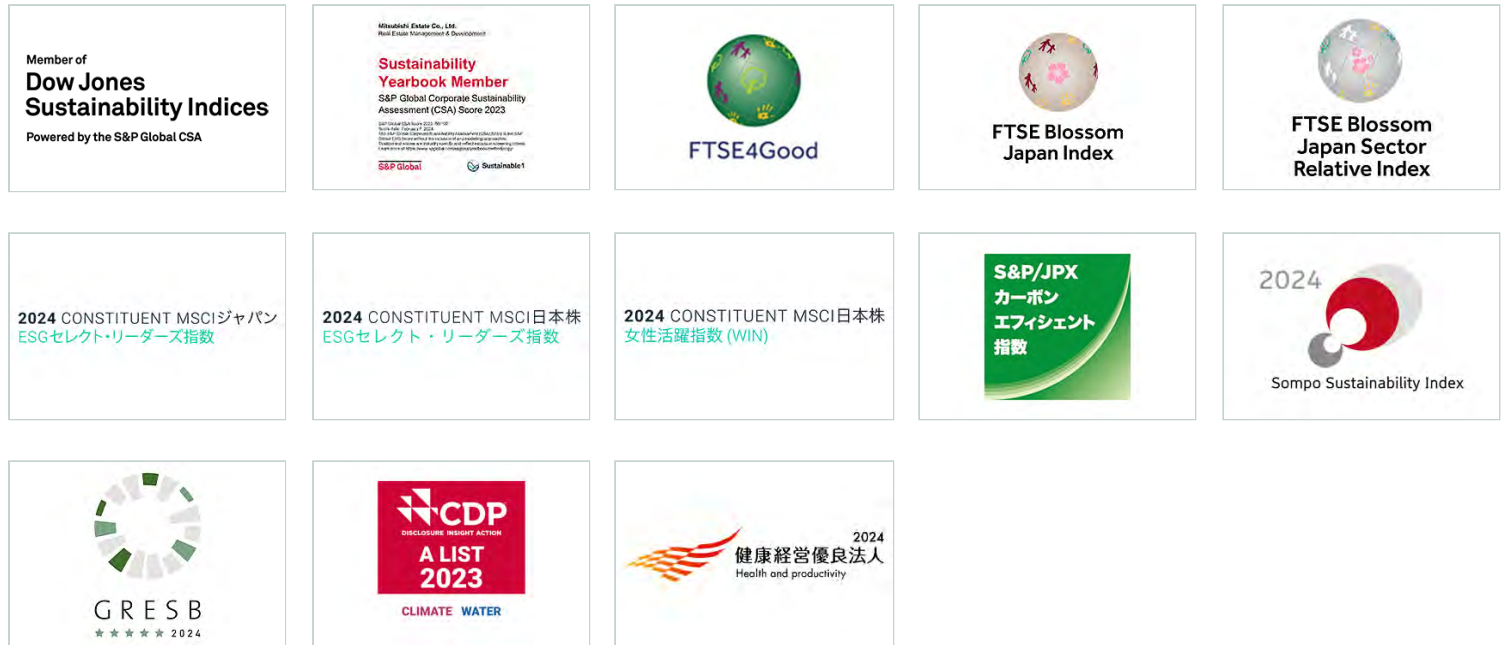 Member of
Dow Jones
Sustainability Indices
Powered by the S&P Global CSA
Mitsubishi Estate Co., Ltd.
Real Estate Management & Development
Sustainability
Yearbook Member
S&P Global Corporate Sustainability
Assessment (CSA) Score 2023
S&P Global
Sustainable1
FTSE4Good
FTSE Blossom
Japan Index
FTSE Blossom
Japan Sector
Relative Index
2024 CONSTITUENT MSCIジャパン
ESGセレクト・リーダーズ指数
2024 CONSTITUENT MSCI日本株
ESGセレクト・リーダーズ指数
2024 CONSTITUENT MSCI日本株
女性活躍指数 (WIN)
S&P/JPX
カーボン
エフィシェント
指数
2024
Sompo Sustainability Index
GRESB
2024
CDP
DISCLOSURE INSIGHT ACTION
A LIST
2023
CLIMATE WATER
2024
健康経営優良法人
Health and productivity